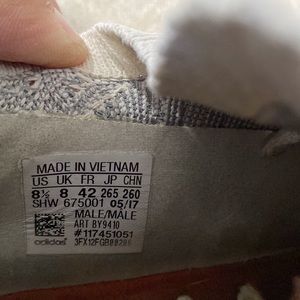 MADE IN VIETNAM
US UK FR JP CHN
8½ 8 42 265 260
SHW 675001 05/17
MALE/MALE
ART BY9410
#117451051
adidas 3FX12FGB88286